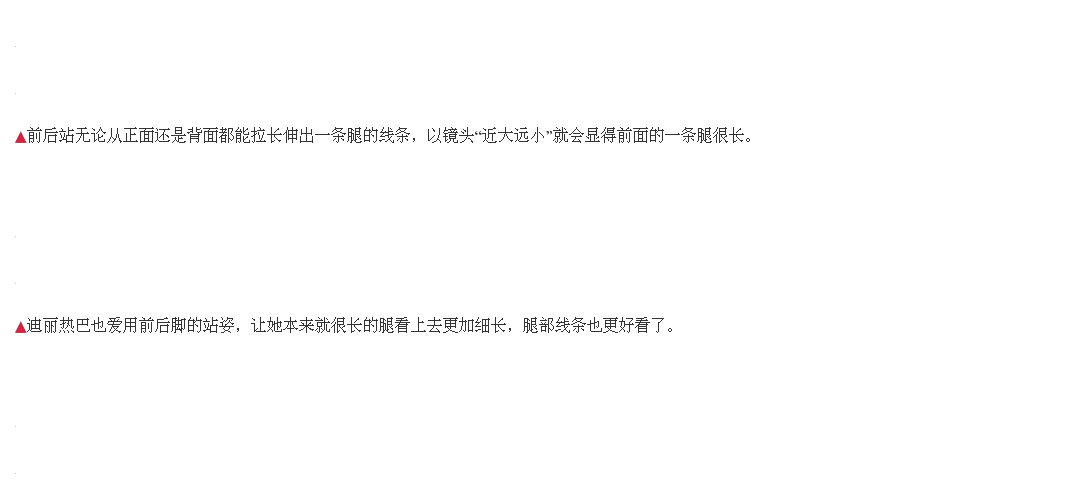 ▲前后站无论从正面还是背面都能拉长伸出一条腿的线条，以镜头“近大远小”就会显得前面的一条腿很长。
▲迪丽热巴也爱用前后脚的站姿，让她本来就很长的腿看上去更加细长，腿部线条也更好看了。